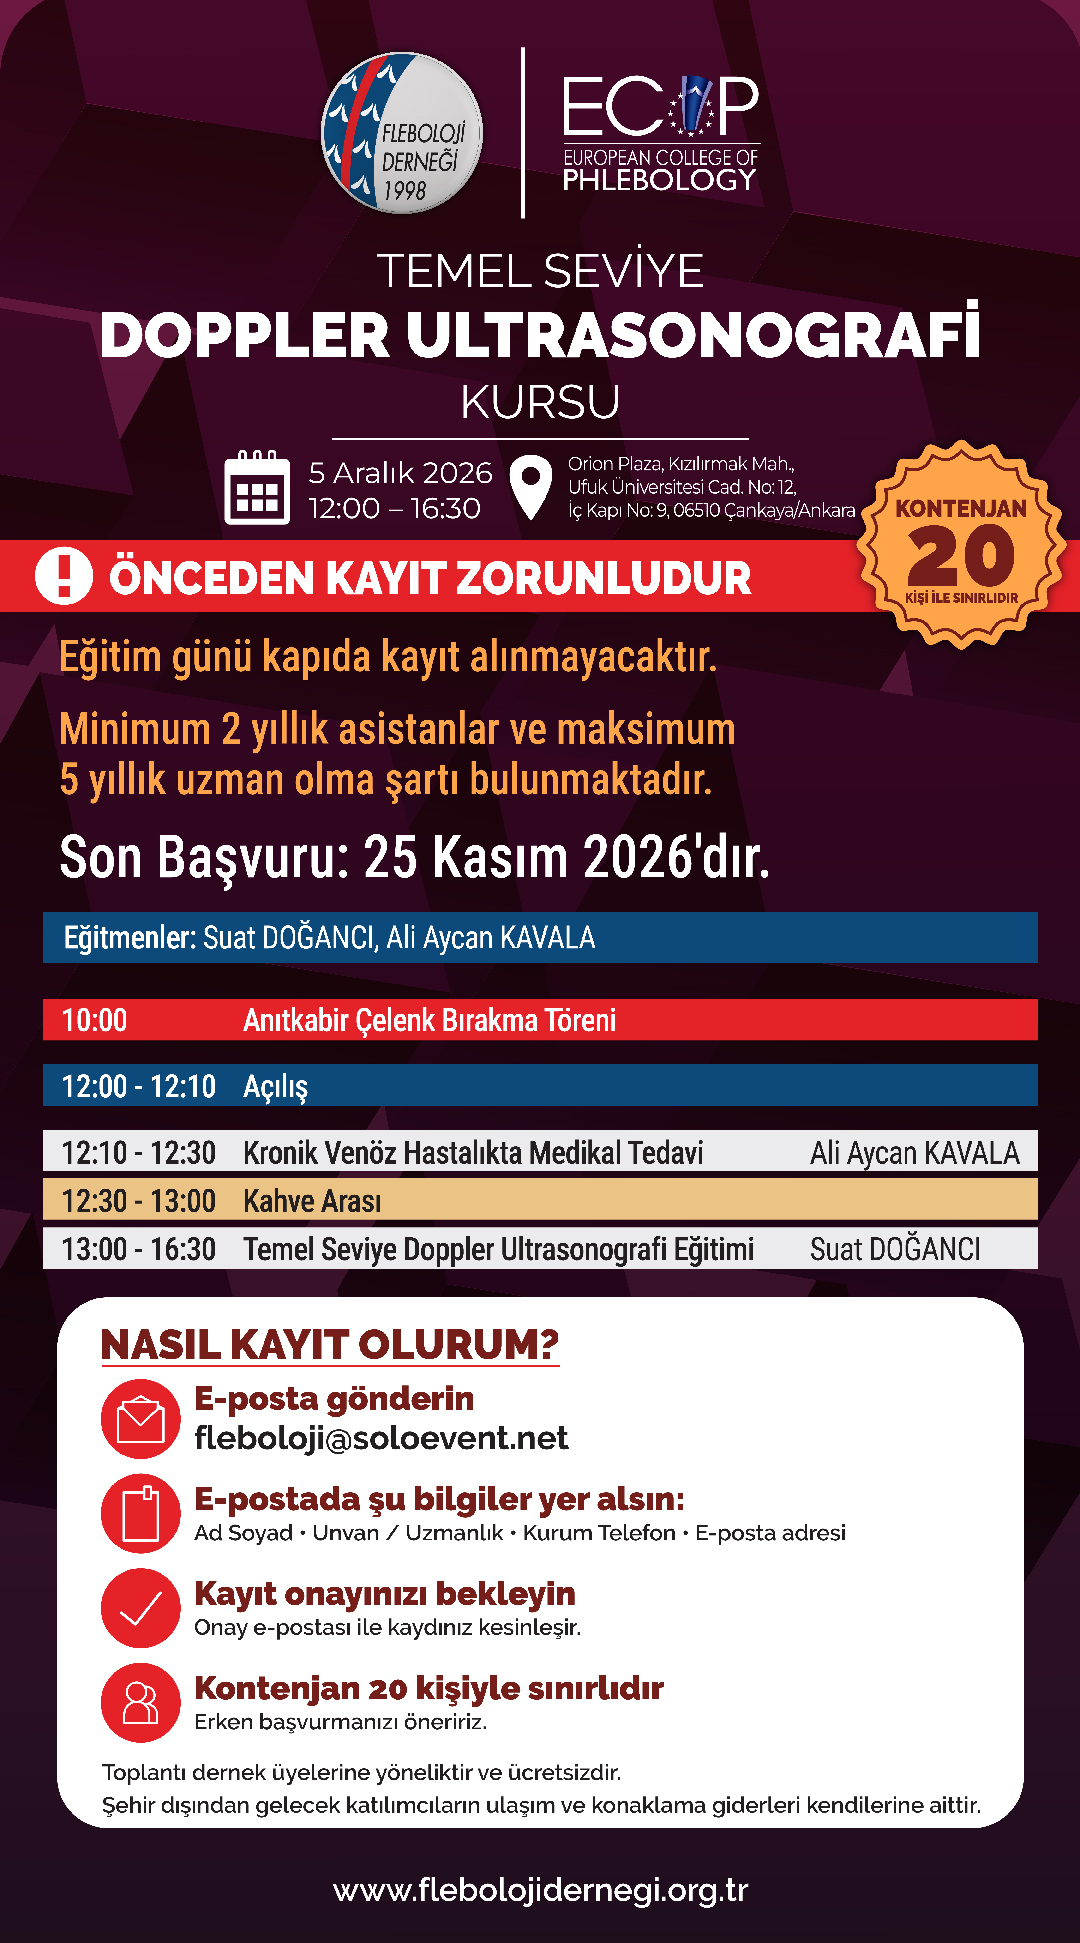 FLEBOLOJİ
DERNEĞİ
1998
ECP
EUROPEAN COLLEGE OF
PHLEBOLOGY
TEMEL SEVİYE
DOPPLER ULTRASONOGRAFİ
KURSU
5 Aralık 2026
12:00 – 16:30
Orion Plaza, Kızılırmak Mah.,
Ufuk Üniversitesi Cad. No: 12,
İç Kapı No: 9, 06510 Çankaya/Ankara
KONTENJAN
20
KİŞİ İLE SINIRLIDIR
ÖNCEDEN KAYIT ZORUNLUDUR
Eğitim günü kapıda kayıt alınmayacaktır.
Minimum 2 yıllık asistanlar ve maksimum
5 yıllık uzman olma şartı bulunmaktadır.
Son Başvuru: 25 Kasım 2026'dır.
Eğitmenler: Suat DOĞANCI, Ali Aycan KAVALA
10:00 Anıtkabir Çelenk Bırakma Töreni
12:00 - 12:10 Açılış
12:10 - 12:30 Kronik Venöz Hastalıkta Medikal Tedavi Ali Aycan KAVALA
12:30 - 13:00 Kahve Arası
13:00 - 16:30 Temel Seviye Doppler Ultrasonografi Eğitimi Suat DOĞANCI
NASIL KAYIT OLURUM?
E-posta gönderin
fleboloji@soloevent.net
E-postada şu bilgiler yer alsın:
Ad Soyad • Unvan / Uzmanlık • Kurum Telefon • E-posta adresi
Kayıt onayınızı bekleyin
Onay e-postası ile kaydınız kesinleşir.
Kontenjan 20 kişiyle sınırlıdır
Erken başvurmanızı öneririz.
Toplantı dernek üyelerine yöneliktir ve ücretsizdir.
Şehir dışından gelecek katılımcıların ulaşım ve konaklama giderleri kendilerine aittir.
www.flebolojidernegi.org.tr